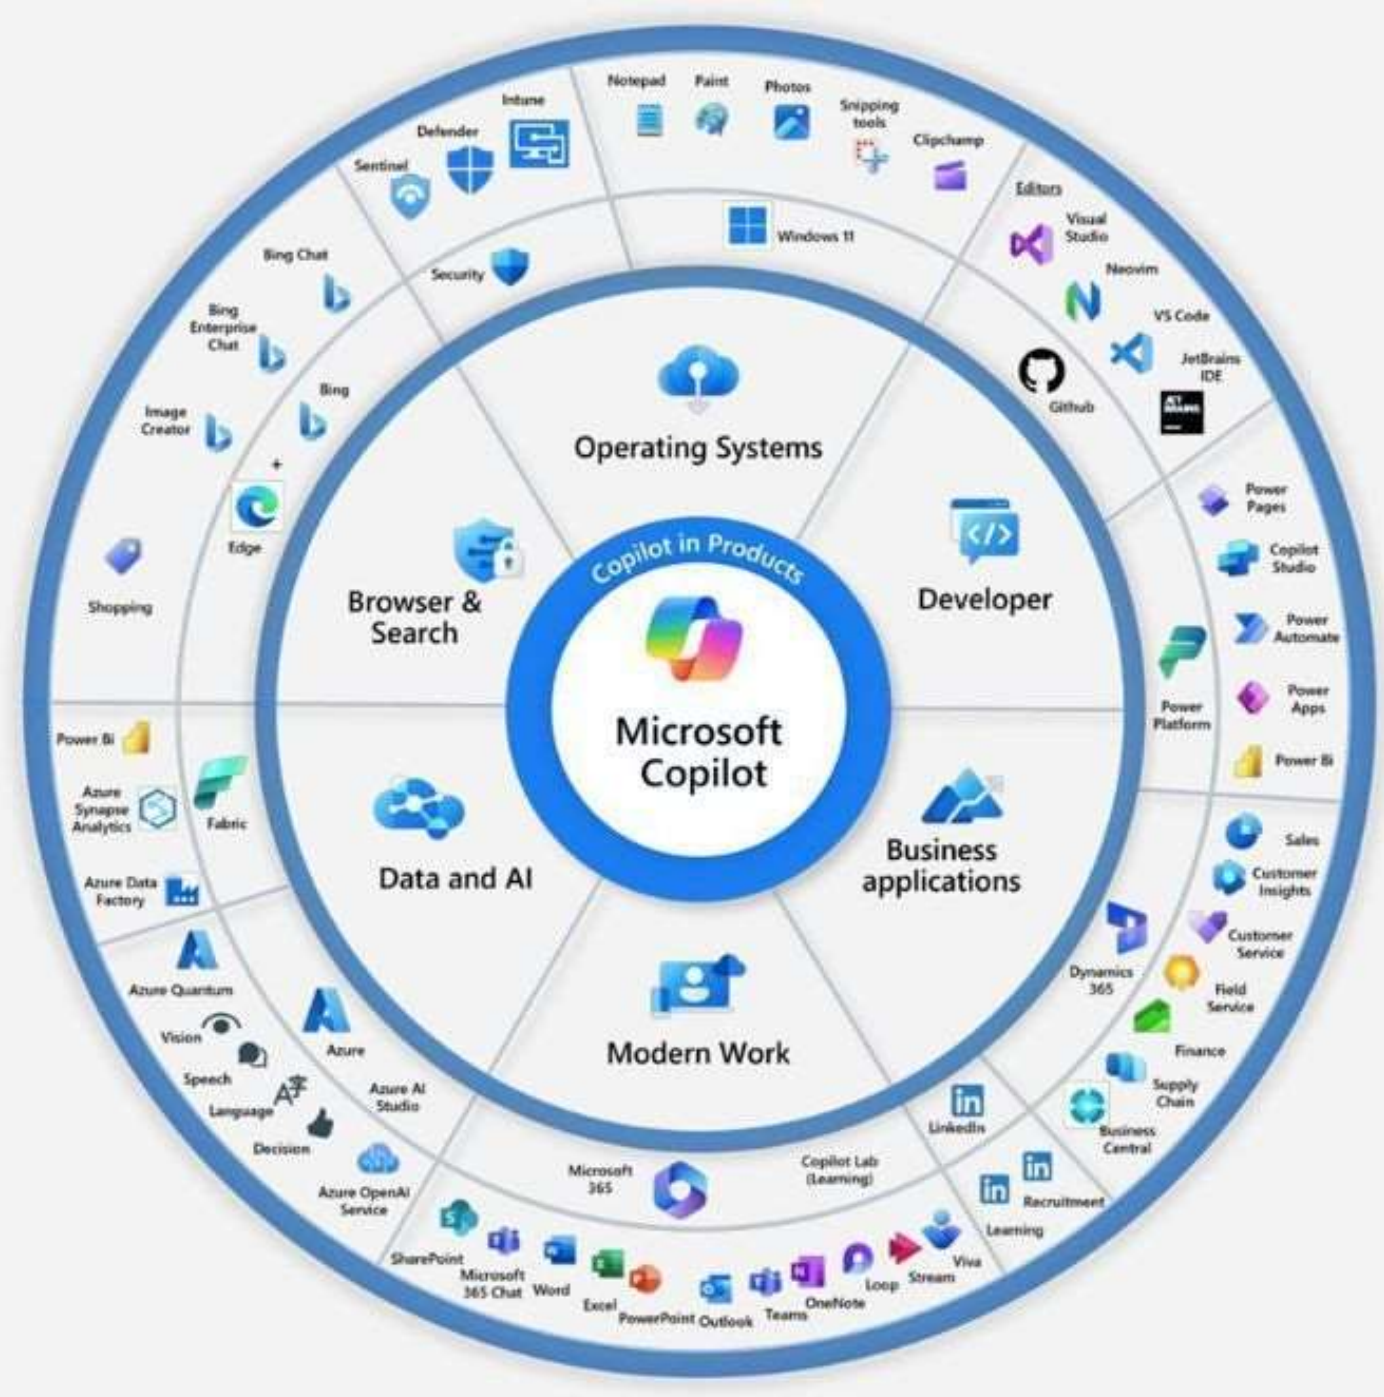 Notepad
Paint
Photos
Snipping
tools
Clipchamp
Windows 11
Intune
Defender
Sentinel
Security
Editors
Visual
Studio
Neovim
VS Code
JetBrains
IDE
JET
BRAINS
Github
Bing Chat
Bing
Enterprise
Chat
Image
Creator
Shopping
Bing
+
Edge
Operating Systems
Browser &
Search
Developer
Copilot in Products
Microsoft
Copilot
Data and AI
Business
applications
Modern Work
Power
Pages
Copilot
Studio
Power
Automate
Power
Apps
Power Bi
Power
Platform
Power Bi
Azure
Synapse
Analytics
Azure Data
Factory
Fabric
Sales
Customer
Insights
Customer
Service
Field
Service
Finance
Supply
Chain
Business
Central
Dynamics
365
Azure Quantum
Vision
Speech
Language
Decision
Azure OpenAI
Service
Azure
Azure AI
Studio
LinkedIn
Recruitment
Learning
Microsoft
365
Copilot Lab
(Learning)
SharePoint
Microsoft
365 Chat
Word
Excel
PowerPoint
Outlook
Teams
OneNote
Loop
Stream
Viva